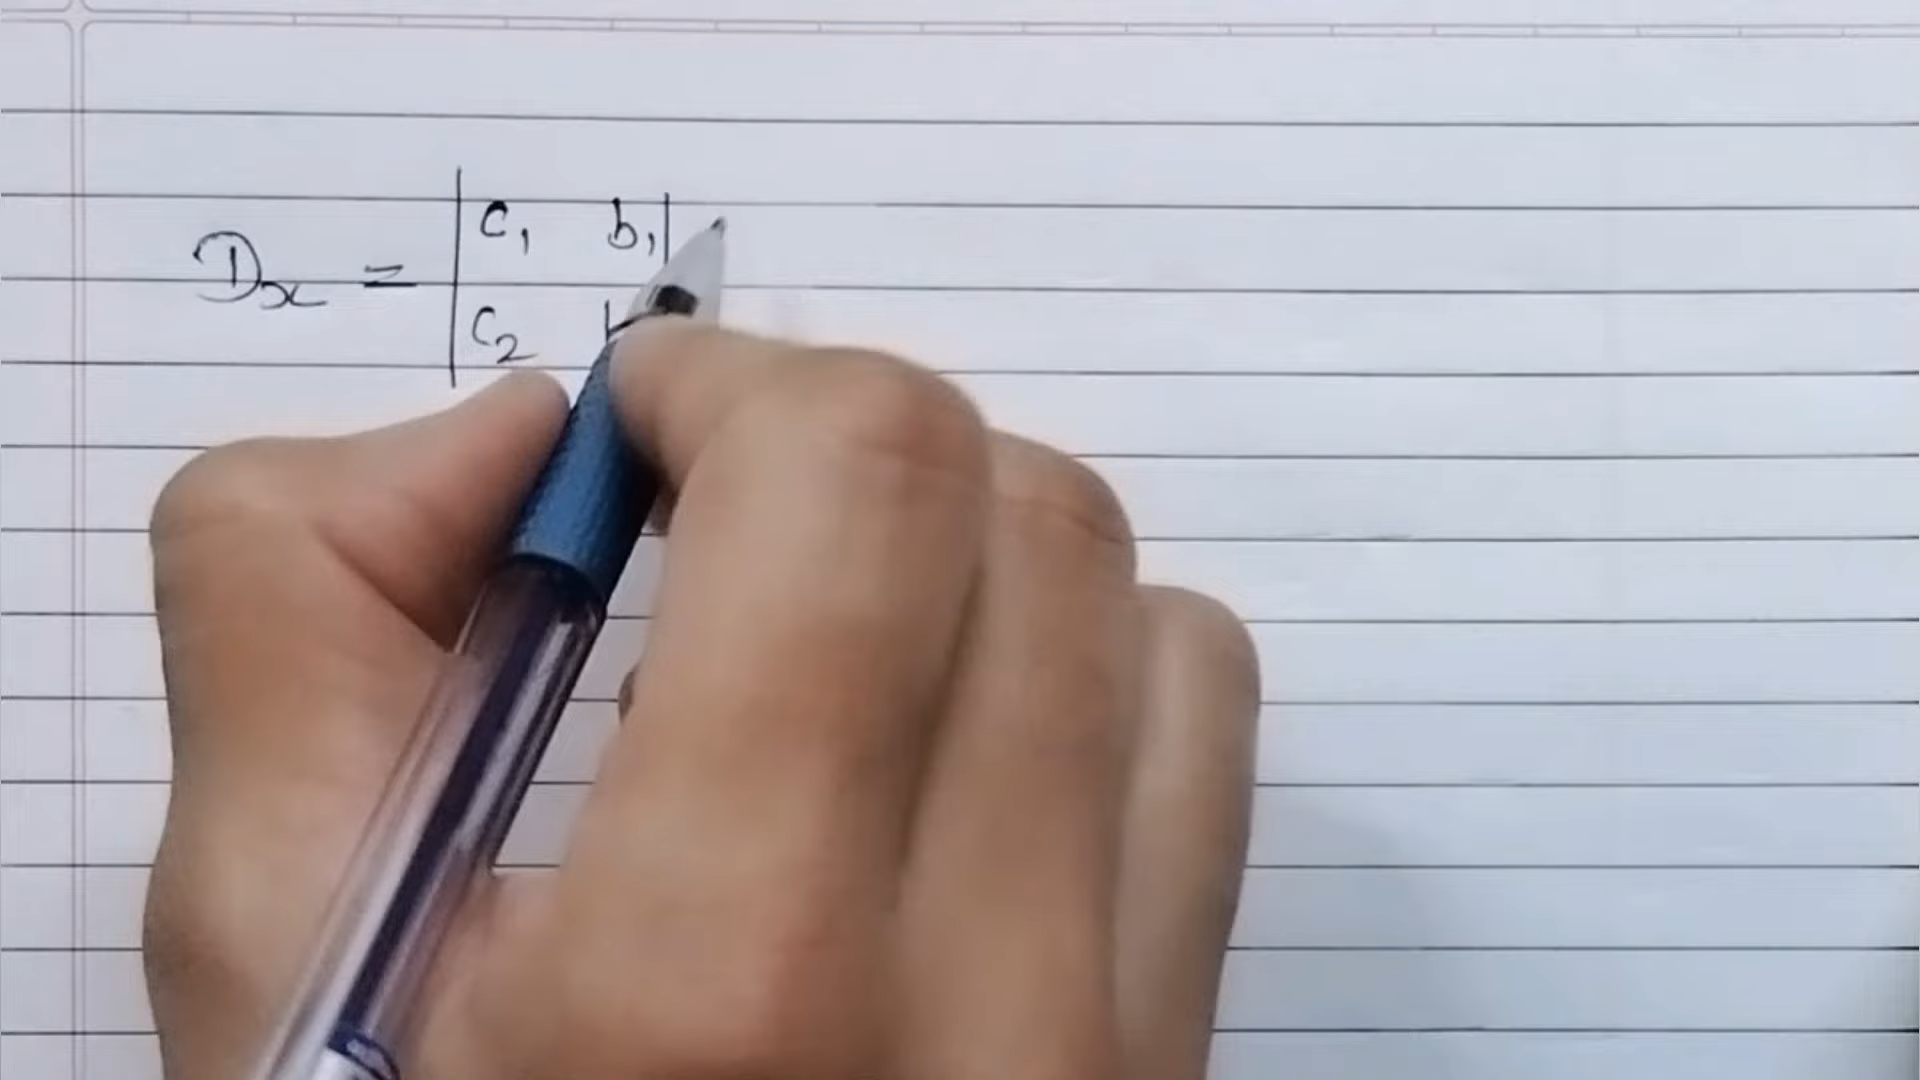 Dx = | c₁ b₁ |
| c₂